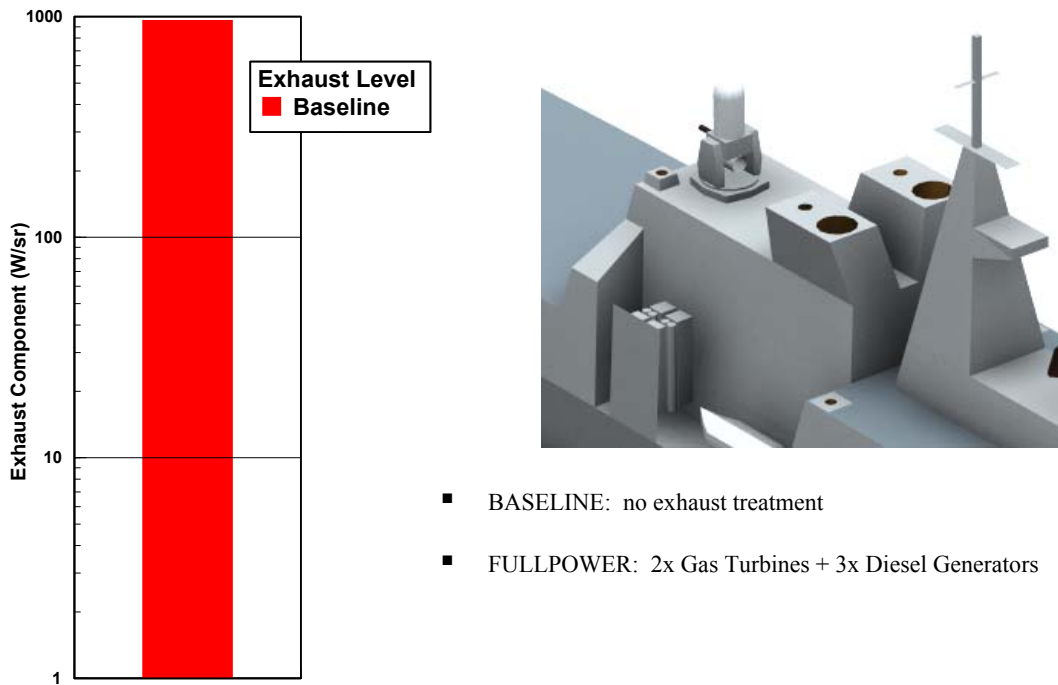 1000
100
10
1
Exhaust Component (W/sr)
Exhaust Level
Baseline
▪ BASELINE: no exhaust treatment
▪ FULLPOWER: 2x Gas Turbines + 3x Diesel Generators